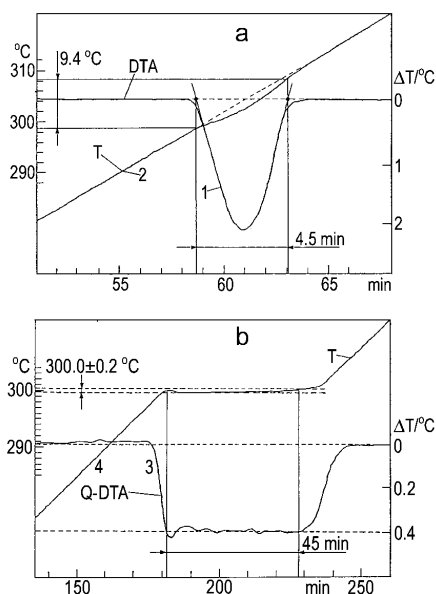 a
°C
9.4 °C
DTA
ΔT/°C
310
0
300
T
2
290
1
1
2
4.5 min
55
60
65
min
b
300.0±0.2 °C
T
°C
300
ΔT/°C
290
0
4
3
Q-DTA
0.2
0.4
45 min
150
200
min
250